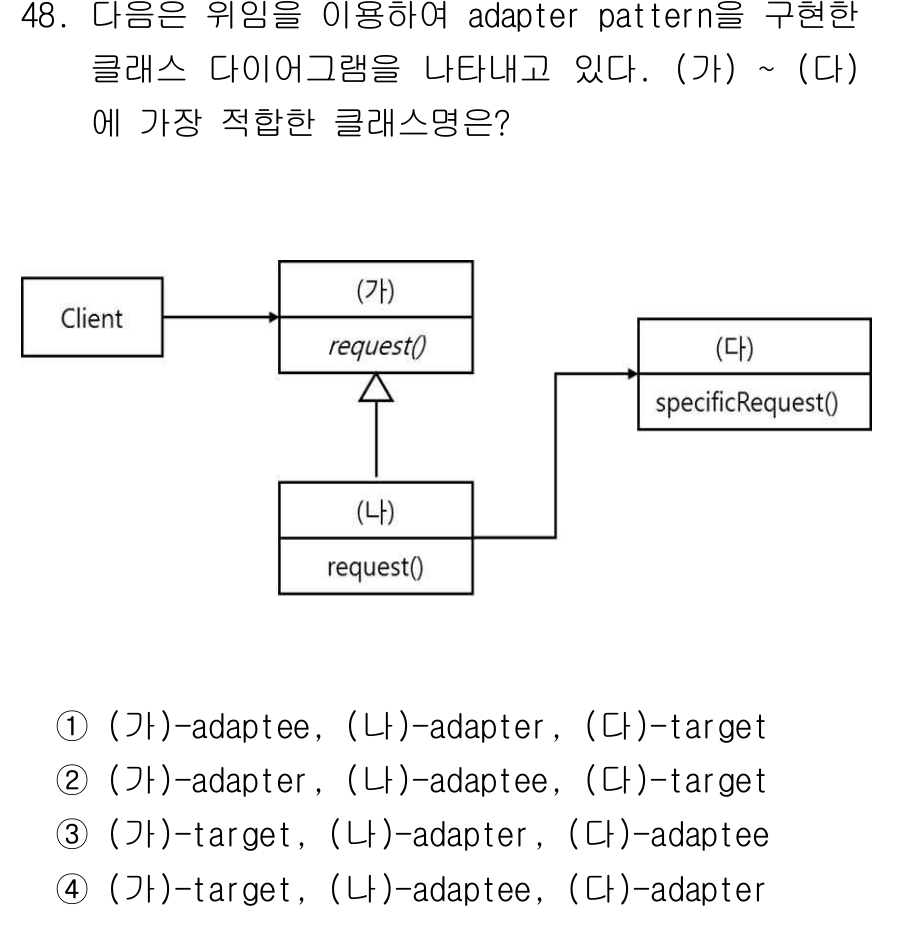 48. 다음은 위임을 이용하여 adapter pattern을 구현한
클래스 다이어그램을 나타내고 있다. (가) ~ (다)
에 가장 적합한 클래스명은?
Client
(가)
request()
(나)
request()
(다)
specificRequest()
① (가)-adaptee, (나)-adapter, (다)-target
② (가)-adapter, (나)-adaptee, (다)-target
③ (가)-target, (나)-adapter, (다)-adaptee
④ (가)-target, (나)-adaptee, (다)-adapter